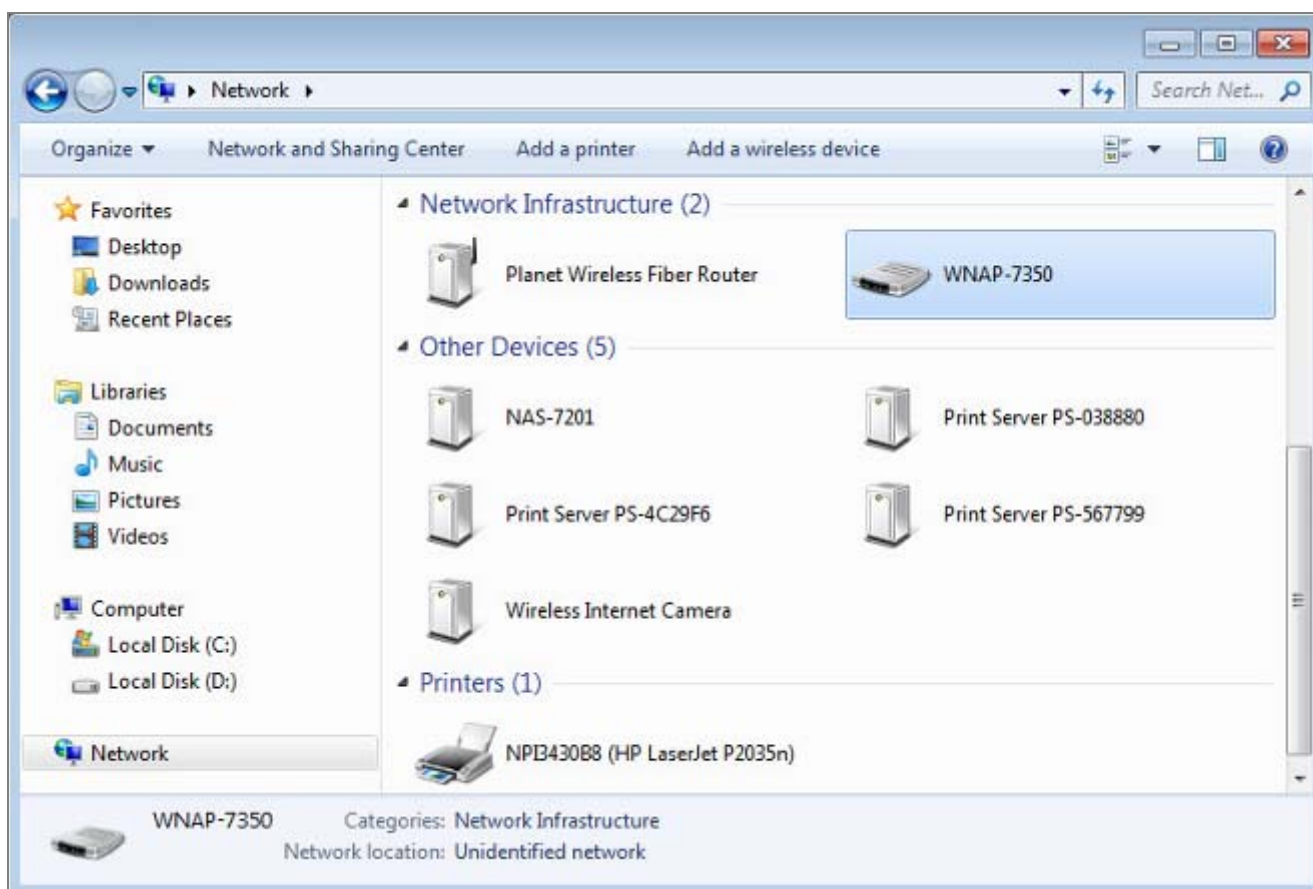 Network
Search Net...
Organize Network and Sharing Center Add a printer Add a wireless device
Favorites
Desktop
Downloads
Recent Places
Libraries
Documents
Music
Pictures
Videos
Computer
Local Disk (C:)
Local Disk (D:)
Network
Network Infrastructure (2)
Planet Wireless Fiber Router
WNAP-7350
Other Devices (5)
NAS-7201
Print Server PS-038880
Print Server PS-4C29F6
Print Server PS-567799
Wireless Internet Camera
Printers (1)
NPI3430B8 (HP LaserJet P2035n)
WNAP-7350 Categories: Network Infrastructure
Network location: Unidentified network